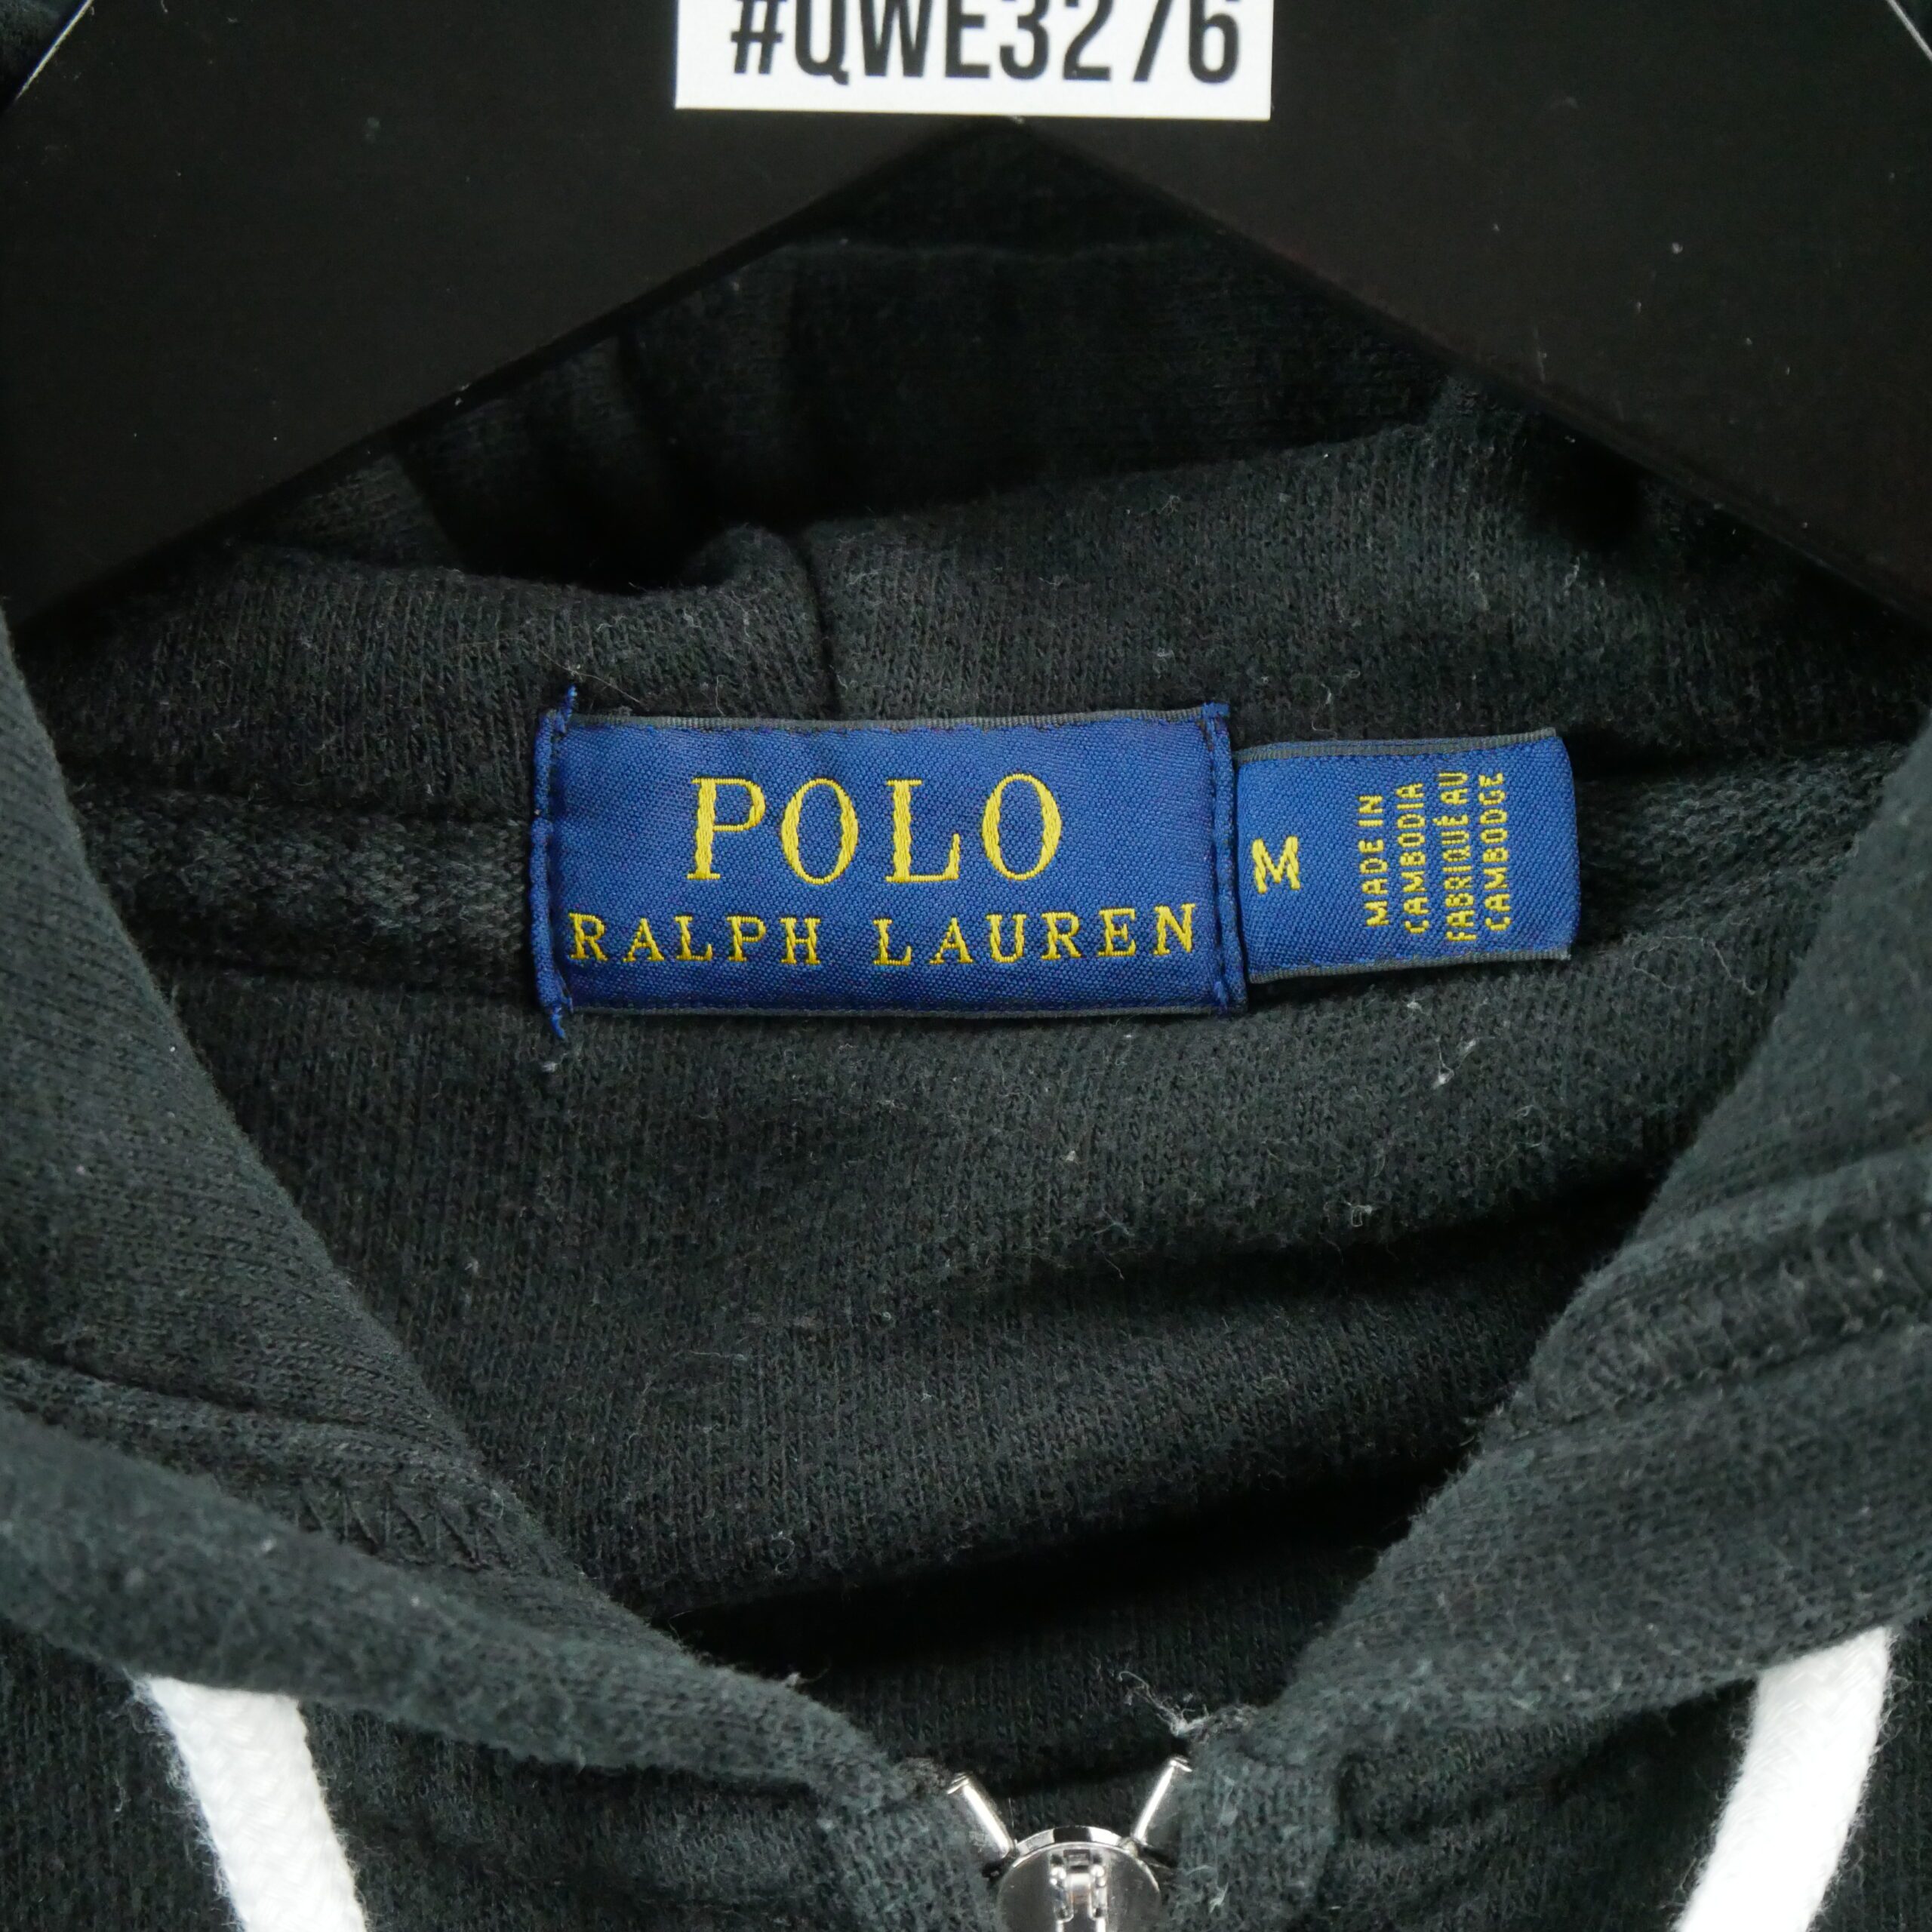 #QWE3276
POLO
RALPH LAUREN
M
MADE IN
CAMBODIA
FABRIQUÉ AU
CAMBODGE